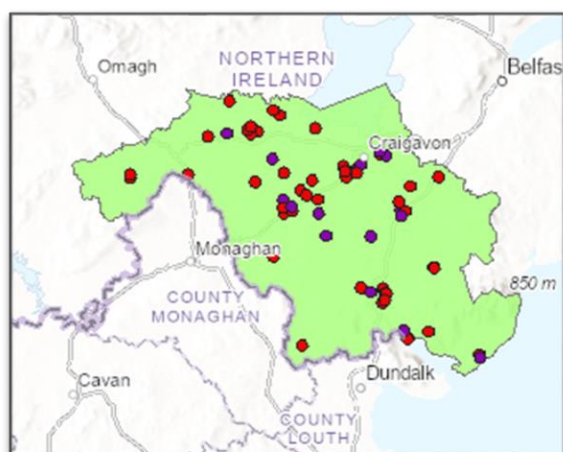 NORTHERN
IRELAND
Omagh
Belfas
Craigavon
Monaghan
COUNTY
MONAGHAN
850 m
Cavan
Dundalk
COUNTY
LOUTH